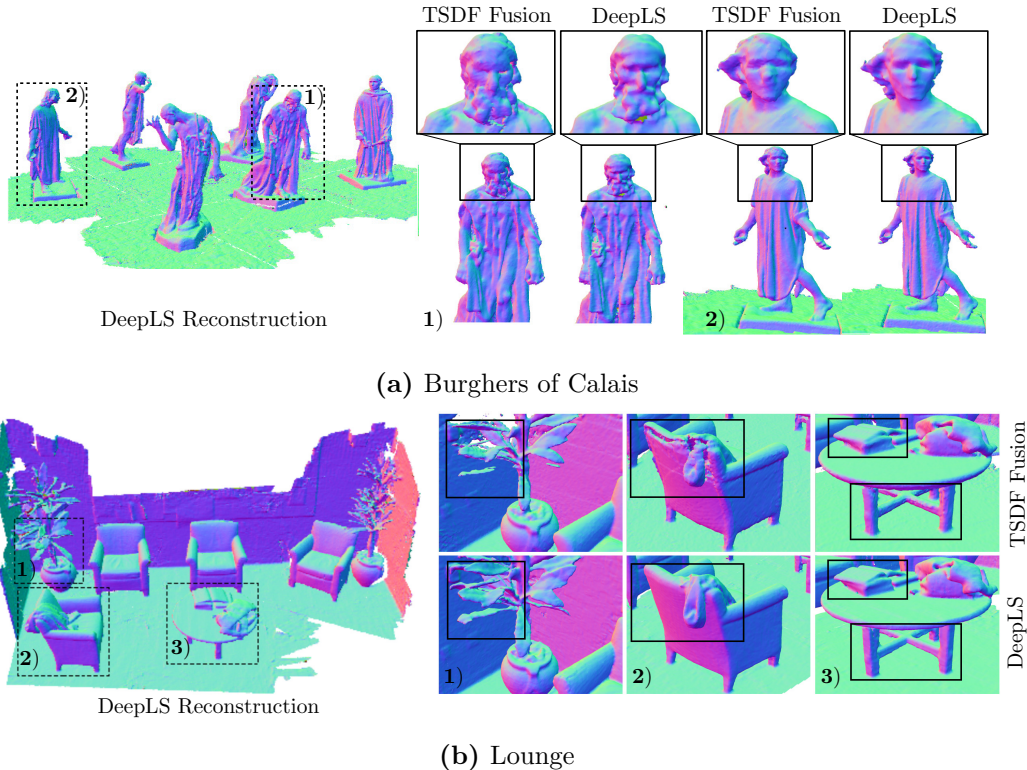 TSDF Fusion
DeepLS
TSDF Fusion
DeepLS
2)
1)
DeepLS Reconstruction
1)
2)
(a) Burghers of Calais
TSDF Fusion
1)
2)
3)
DeepLS
1)
2)
3)
DeepLS Reconstruction
(b) Lounge